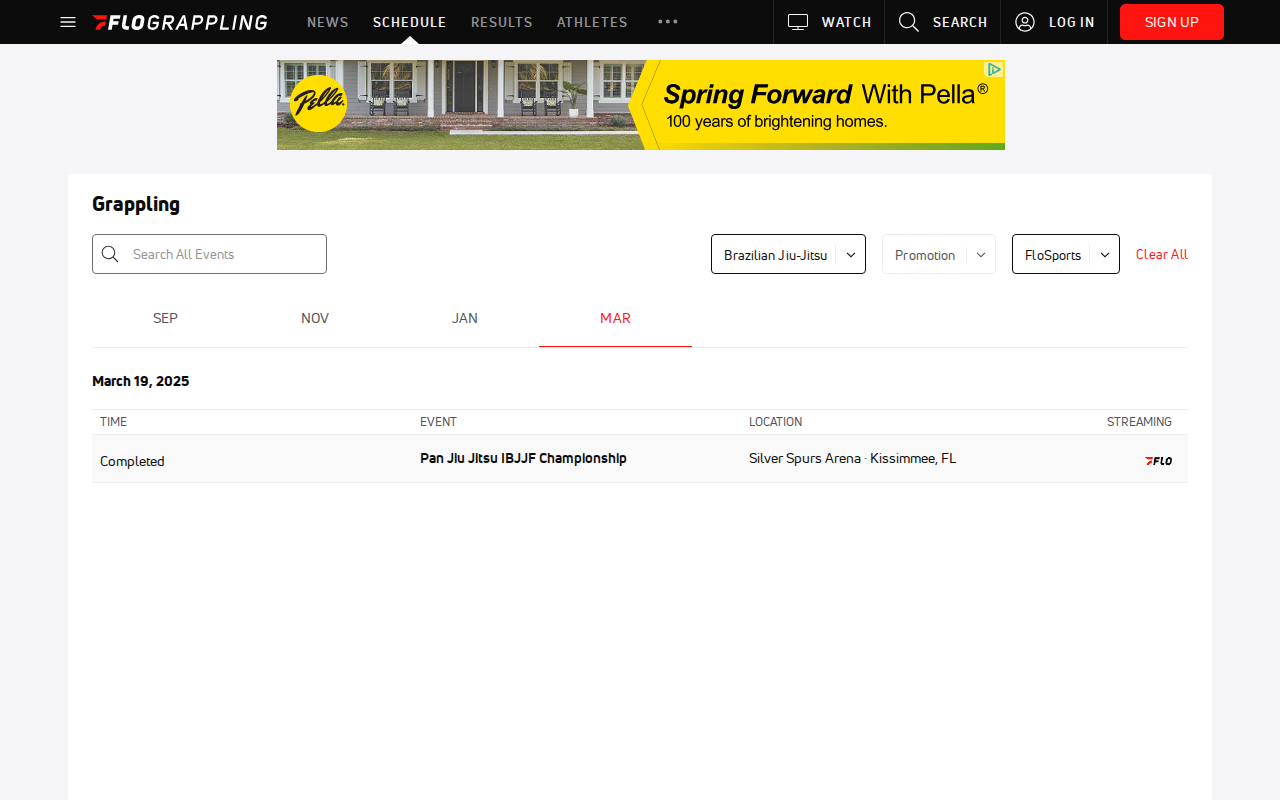 FLOGRAPPLING
NEWS
SCHEDULE
RESULTS
ATHLETES
WATCH
SEARCH
LOG IN
SIGN UP
Pella
Spring Forward With Pella®
100 years of brightening homes.
Grappling
Search All Events
Brazilian Jiu-Jitsu
Promotion
FloSports
Clear All
SEP
NOV
JAN
MAR
March 19, 2025
TIME
EVENT
LOCATION
STREAMING
Completed
Pan Jiu Jitsu IBJJF Championship
Silver Spurs Arena · Kissimmee, FL
FLO